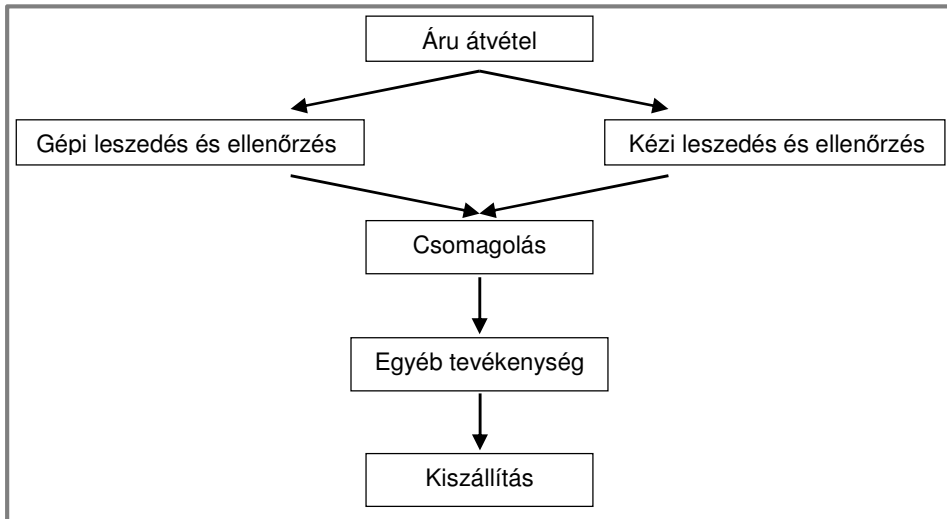 Áru átvétel
Gépi leszedés és ellenőrzés
Kézi leszedés és ellenőrzés
Csomagolás
Egyéb tevékenység
Kiszállítás